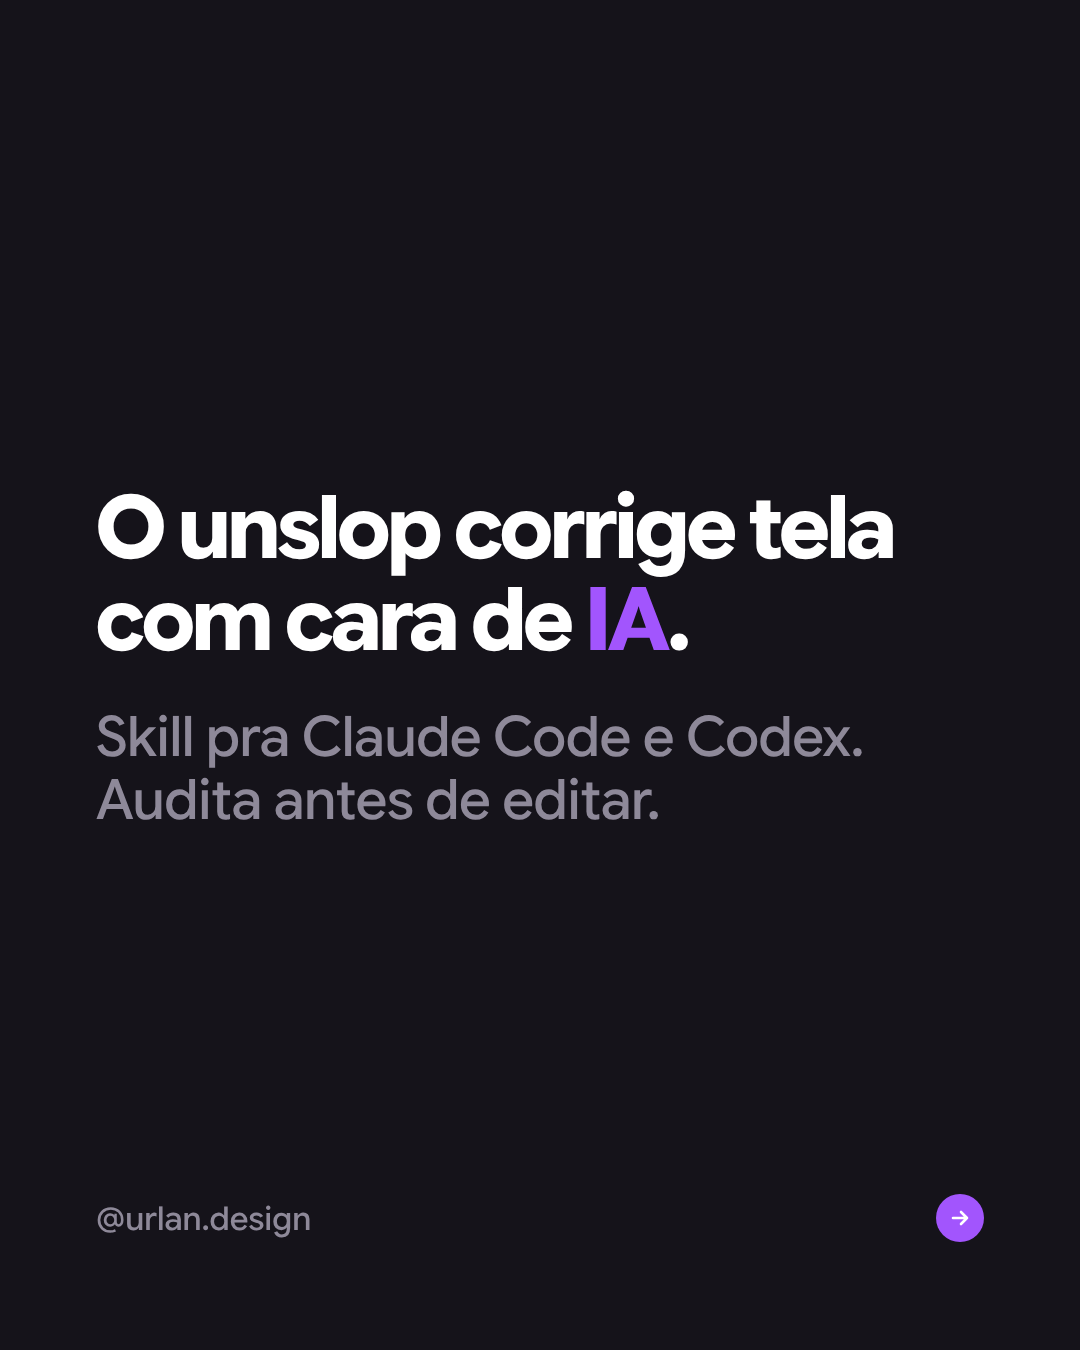 O unslop corrige tela
com cara de IA.
Skill pra Claude Code e Codex.
Audita antes de editar.
@urlan.design